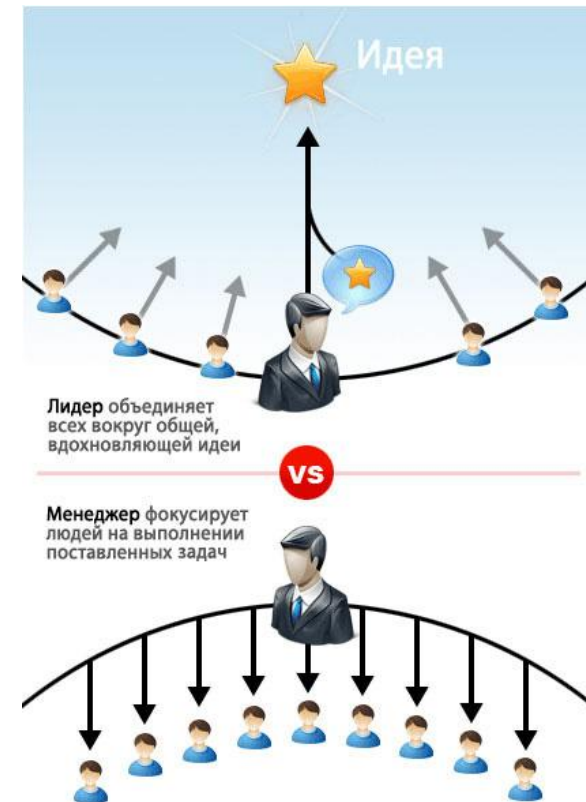 Идея
Лидер объединяет
всех вокруг общей,
вдохновляющей идеи
vs
Менеджер фокусирует
людей на выполнении
поставленных задач